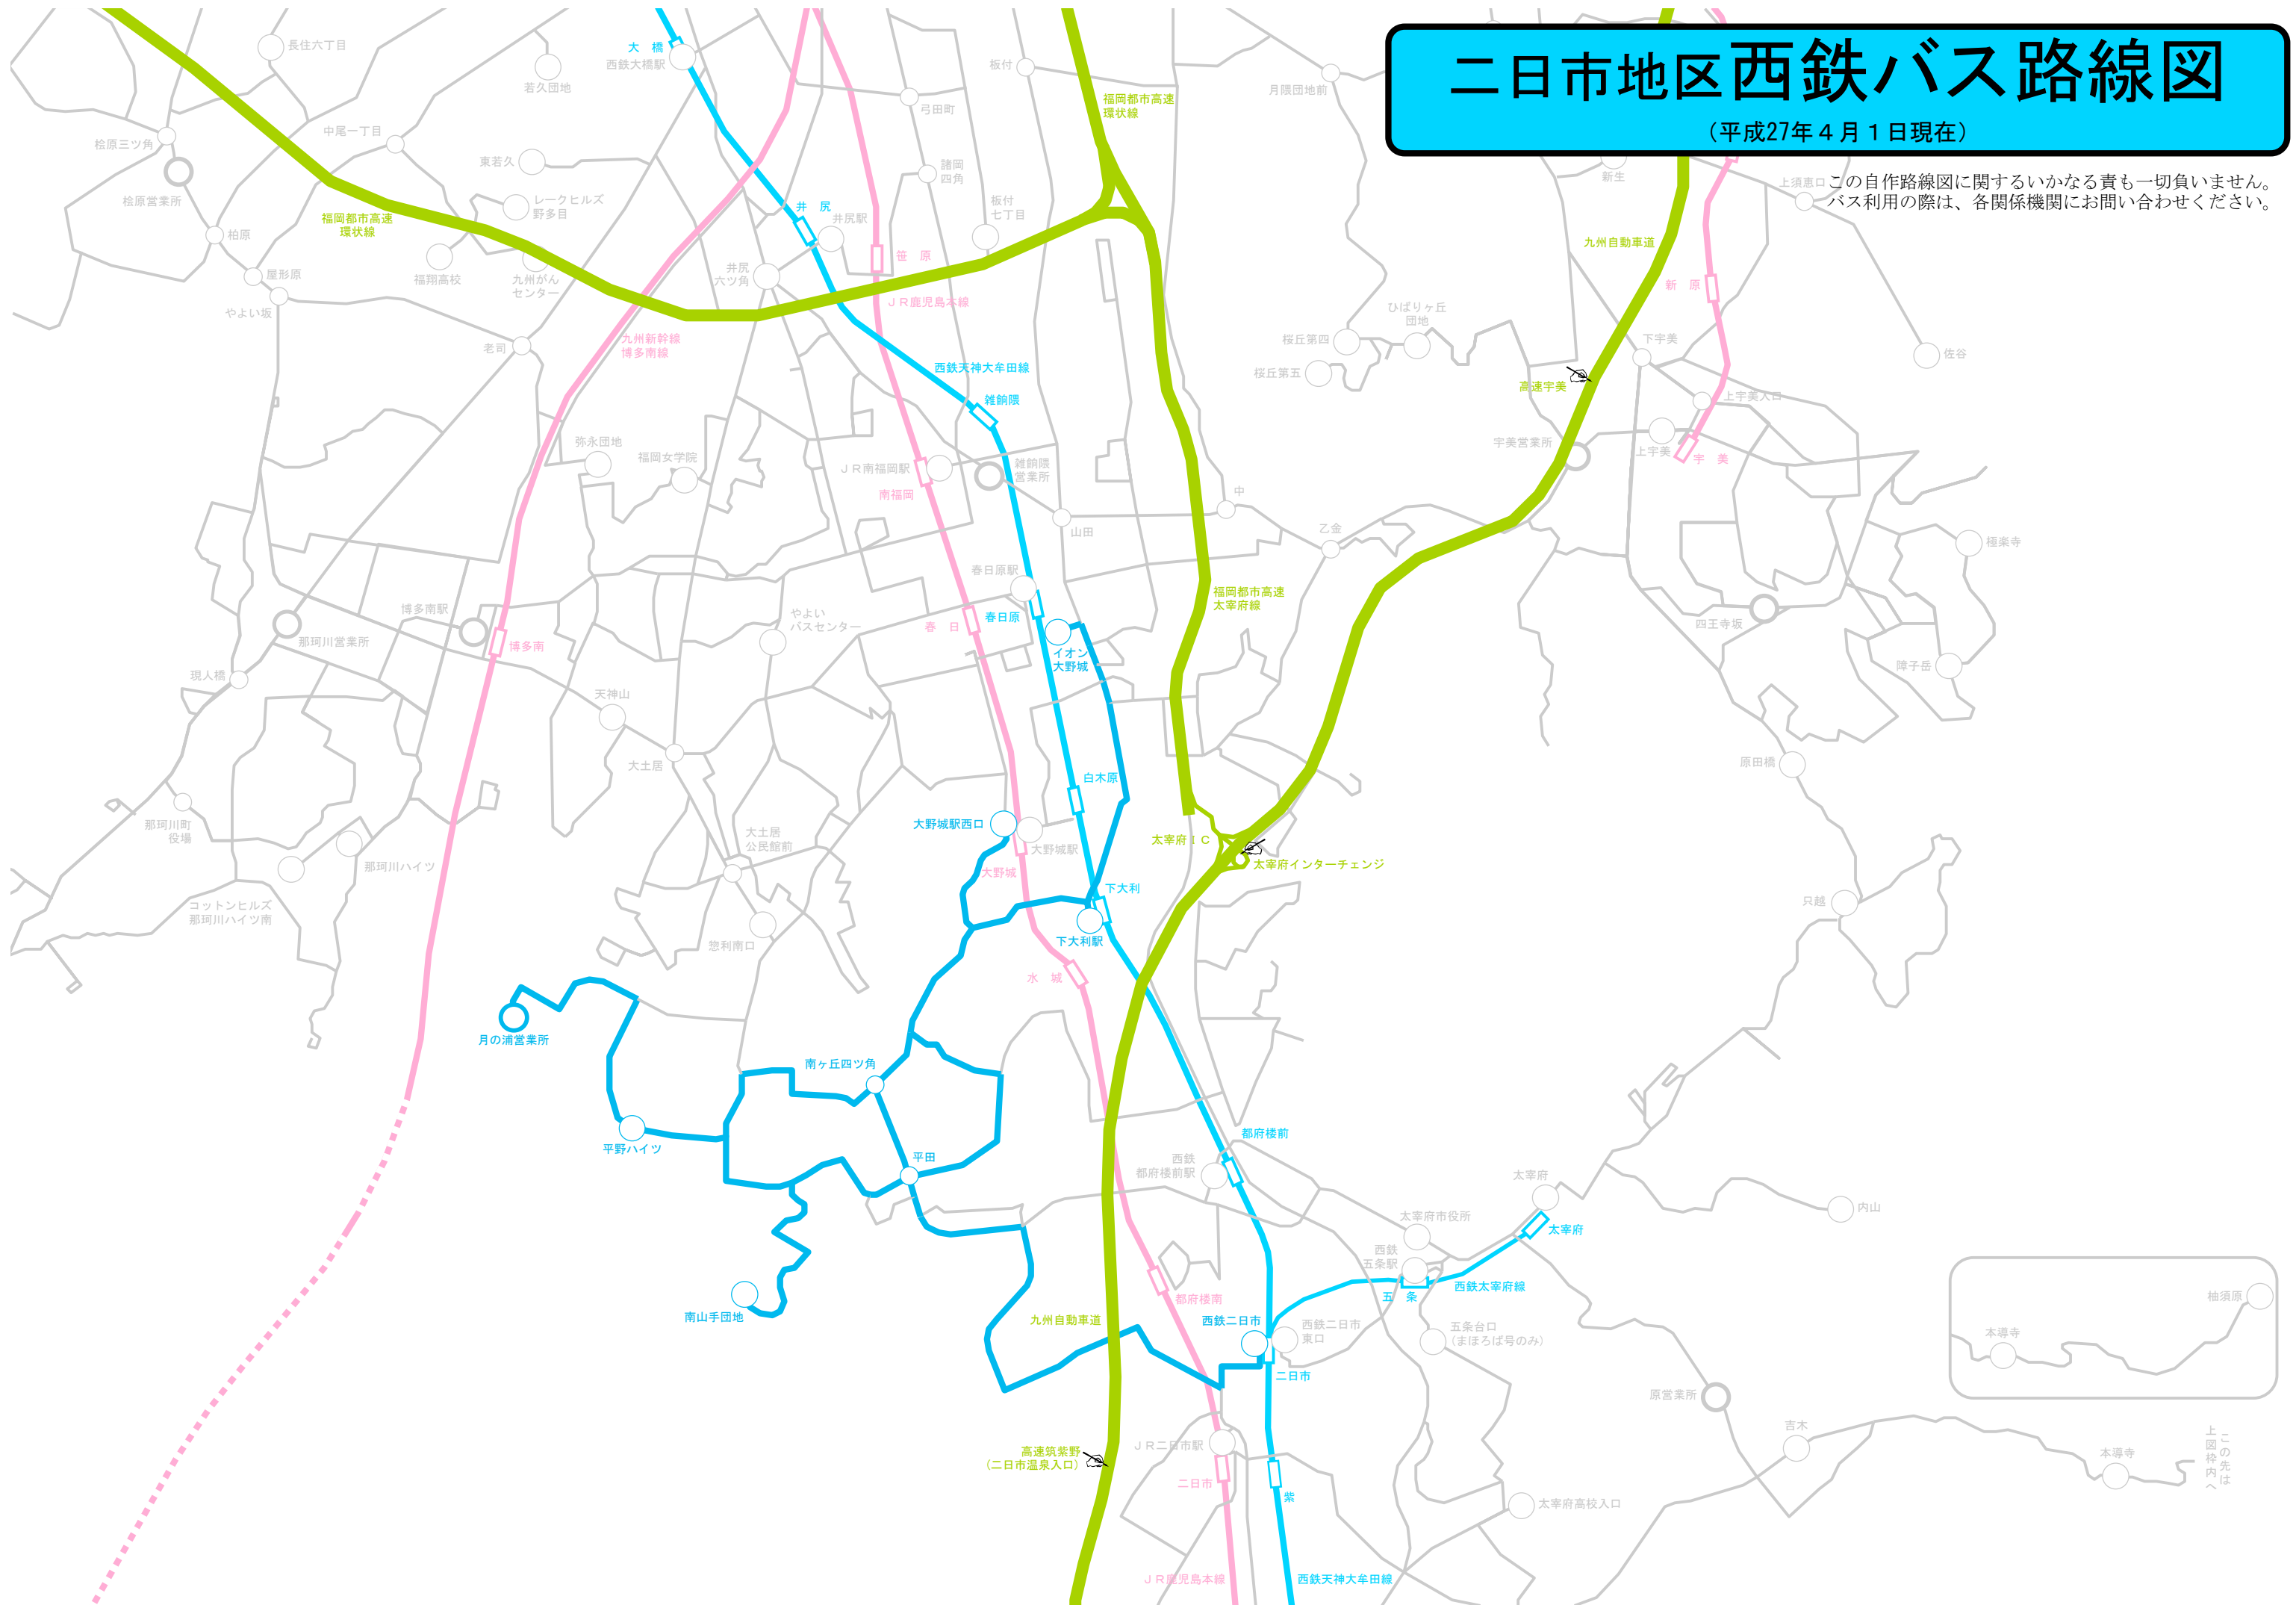 二日市地区西鉄バス路線図
(平成27年４月１日現在)
この自作路線図に関するいかなる責も一切負いません。
バス利用の際は、各関係機関にお問い合わせください。
長住六丁目
大　橋
西鉄大橋駅
若久団地
板付
月隈団地前
弓田町
福岡都市高速
環状線
桧原三ツ角
中尾一丁目
東若久
諸岡
四角
新生
上須恵口
桧原営業所
レークヒルズ
野多目
板付
七丁目
井　尻
井尻駅
福岡都市高速
環状線
柏原
九州自動車道
笹　原
屋形原
福翔高校
九州がん
センター
井尻
六ツ角
新　原
やよい坂
ＪＲ鹿児島本線
ひばりヶ丘
団地
九州新幹線
博多南線
老司
桜丘第四
下宇美
佐谷
西鉄天神大牟田線
桜丘第五
高速宇美
雑餉隈
上宇美入口
弥永団地
福岡女学院
ＪＲ南福岡駅
雑餉隈
営業所
宇美営業所
上宇美
宇　美
南福岡
中
山田
乙金
極楽寺
春日原駅
福岡都市高速
太宰府線
博多南駅
やよい
バスセンター
春日原
春　日
四王寺坂
那珂川営業所
博多南
イオン
大野城
現人橋
障子岳
天神山
大土居
原田橋
白木原
那珂川町
役場
大野城駅西口
大土居
公民館前
大野城駅
太宰府ＩＣ
太宰府インターチェンジ
那珂川ハイツ
大野城
下大利
コットンヒルズ
那珂川ハイツ南
只越
惣利南口
下大利駅
水　城
月の浦営業所
南ヶ丘四ツ角
都府楼前
平野ハイツ
平田
西鉄
都府楼前駅
太宰府
内山
太宰府市役所
太宰府
西鉄
五条駅
西鉄太宰府線
五　条
都府楼南
柚須原
南山手団地
九州自動車道
西鉄二日市
西鉄二日市
東口
五条台口
(まほろば号のみ)
本導寺
二日市
原営業所
吉木
高速筑紫野
(二日市温泉入口)
ＪＲ二日市駅
本導寺
この先は
上図枠内へ
二日市
紫
太宰府高校入口
ＪＲ鹿児島本線
西鉄天神大牟田線